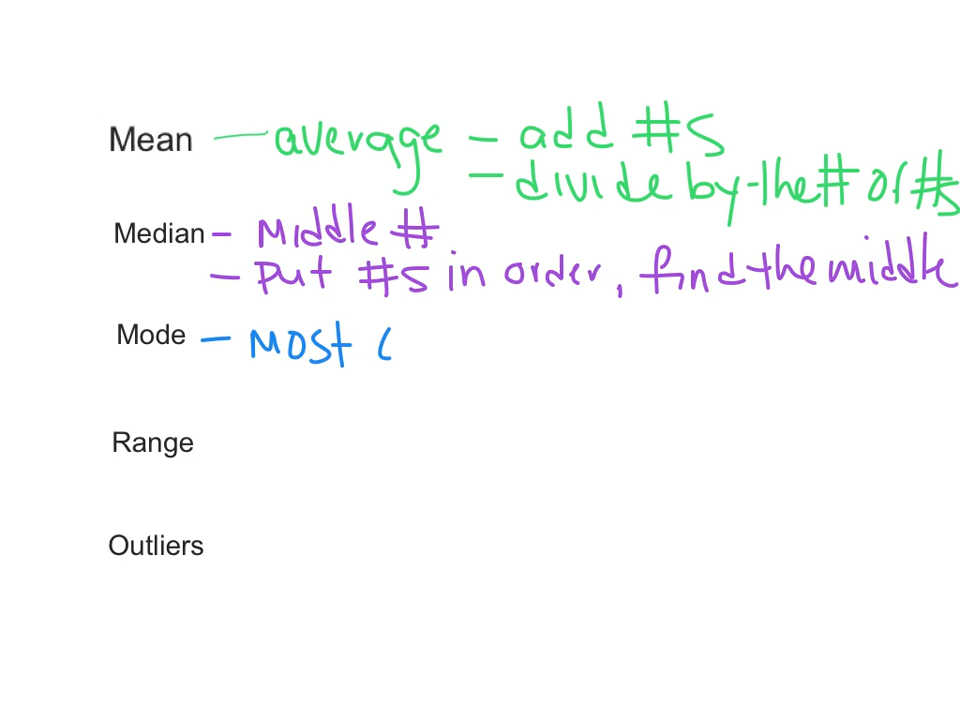 Mean — average — add #s
— divide by the # of #s
Median — Middle #
— Put #s in order, find the middle
Mode — Most
Range
Outliers